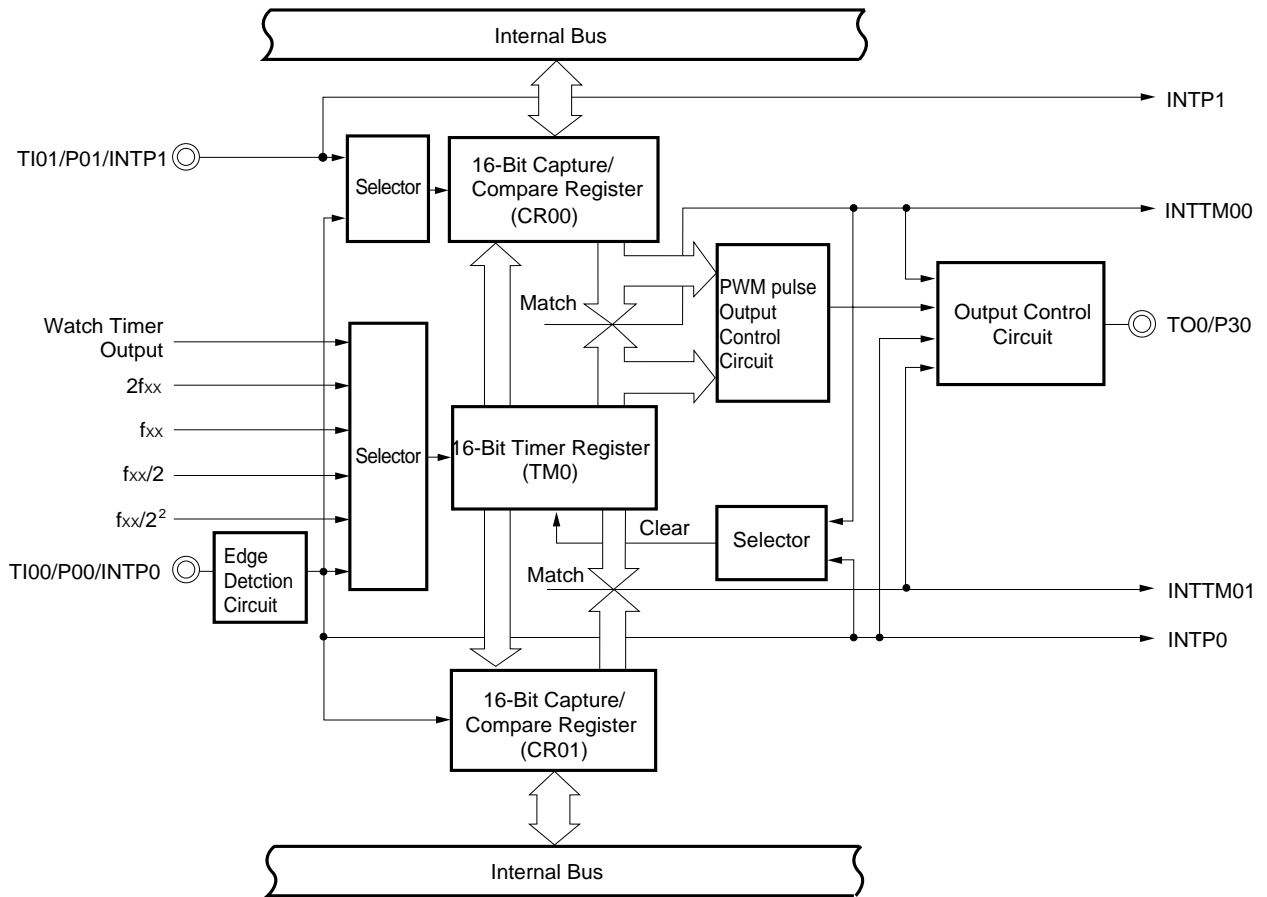 Internal Bus
INTP1
TI01/P01/INTP1
Selector
16-Bit Capture/
Compare Register
(CR00)
INTTM00
Match
PWM pulse
Output
Control
Circuit
Output Control
Circuit
TO0/P30
Watch Timer
Output
2fxx
fxx
fxx/2
fxx/2²
Selector
16-Bit Timer Register
(TM0)
Clear
Selector
TI00/P00/INTP0
Edge
Detction
Circuit
Match
INTTM01
INTP0
16-Bit Capture/
Compare Register
(CR01)
Internal Bus